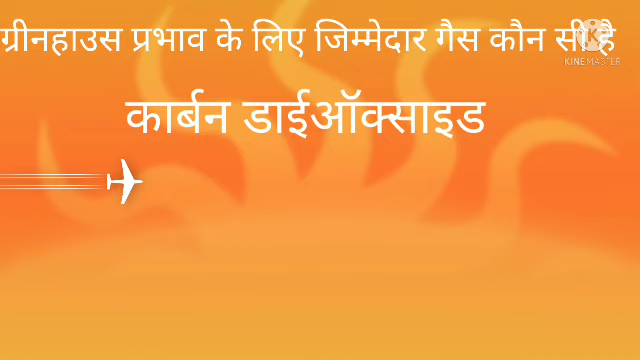 ग्रीनहाउस प्रभाव के लिए जिम्मेदार गैस कौन सी है
KINEMASTER
कार्बन डाईऑक्साइड